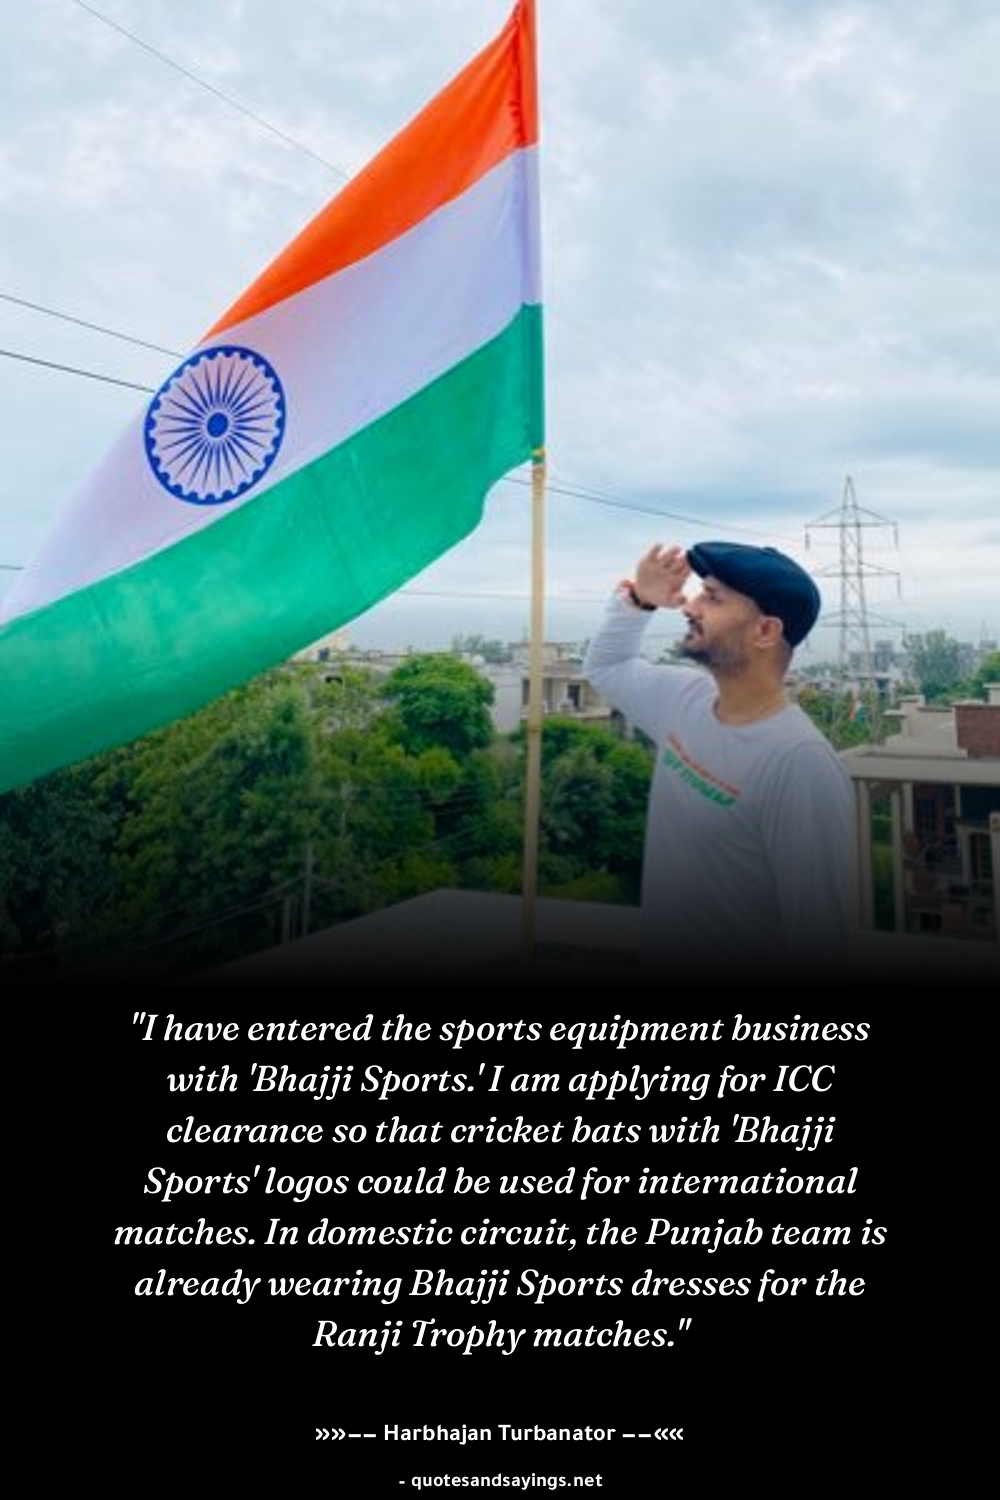 "I have entered the sports equipment business
with 'Bhajji Sports.' I am applying for ICC
clearance so that cricket bats with 'Bhajji
Sports' logos could be used for international
matches. In domestic circuit, the Punjab team is
already wearing Bhajji Sports dresses for the
Ranji Trophy matches."
»»−− Harbhajan Turbanator −−««
- quotesandsayings.net